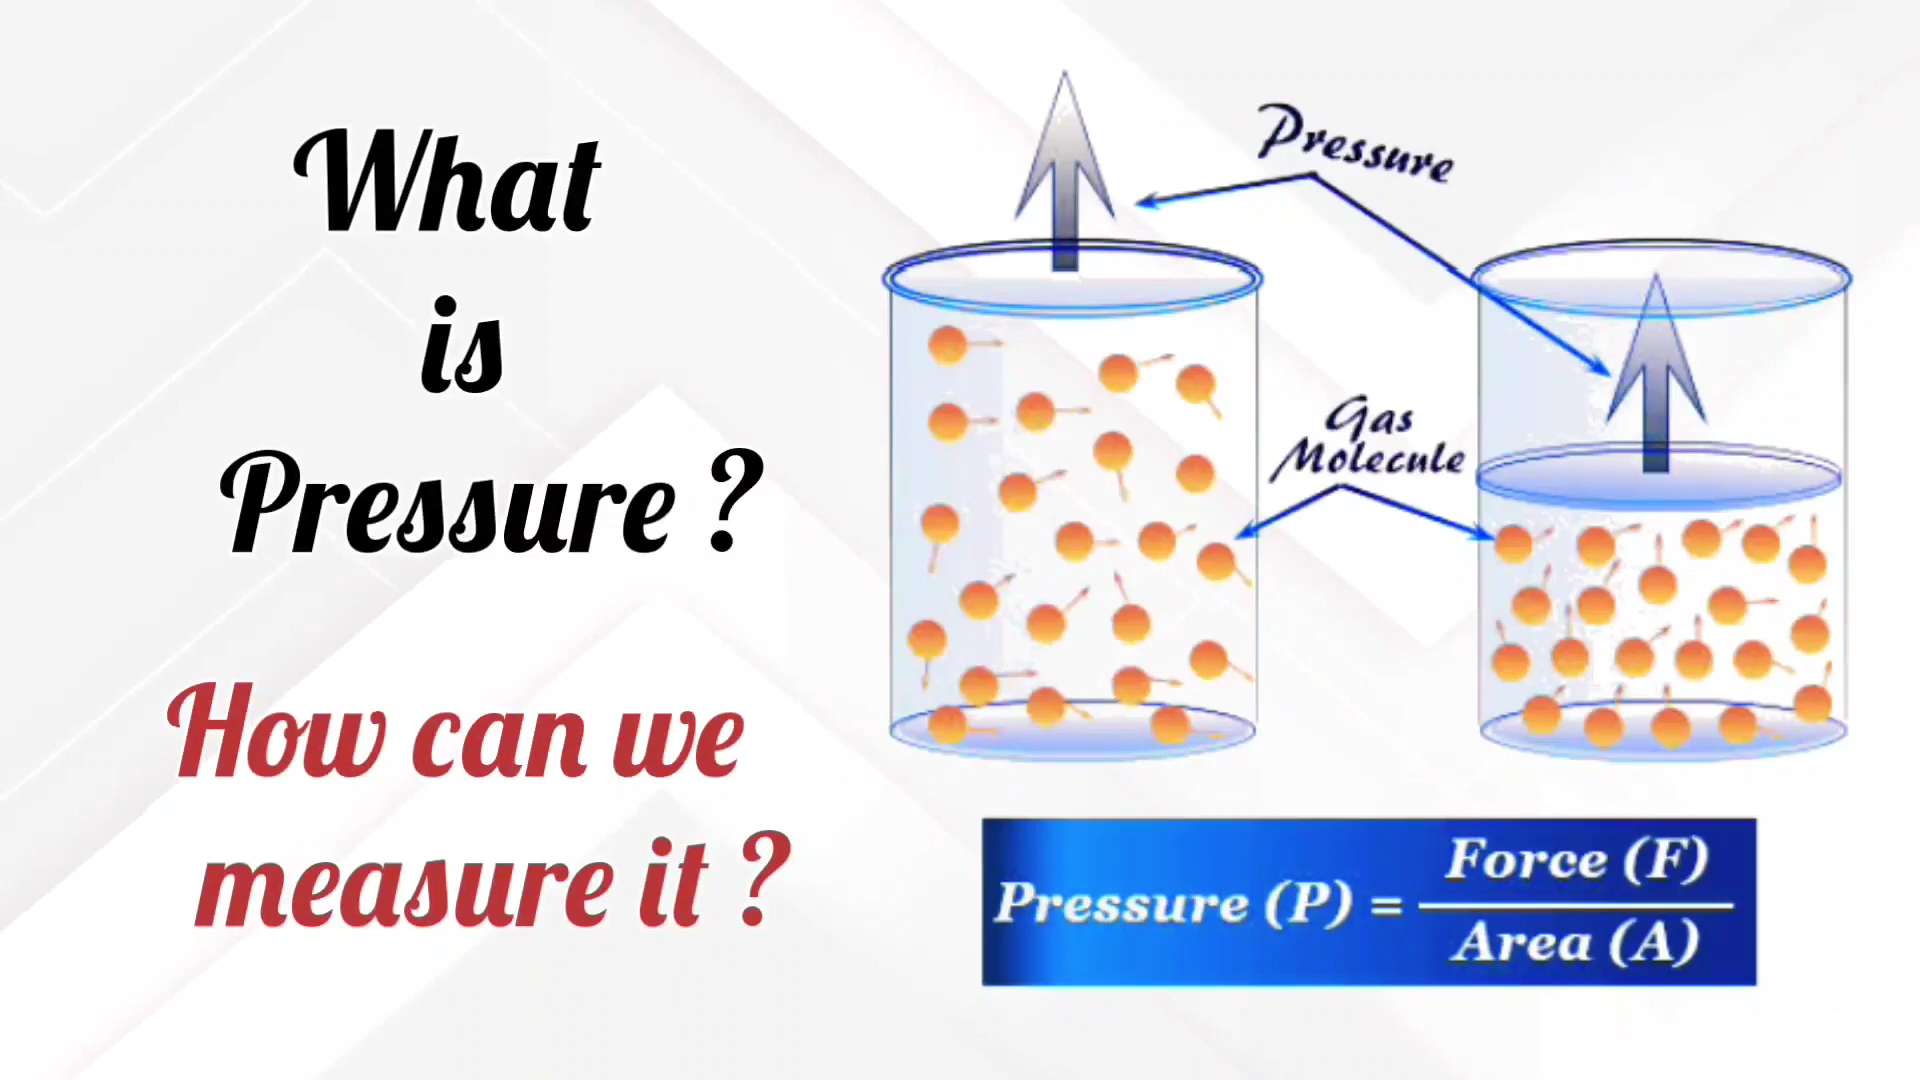 What
is
Pressure ?
How can we
measure it ?
Pressure
Gas
Molecule
Pressure (P) = Force (F)
Area (A)